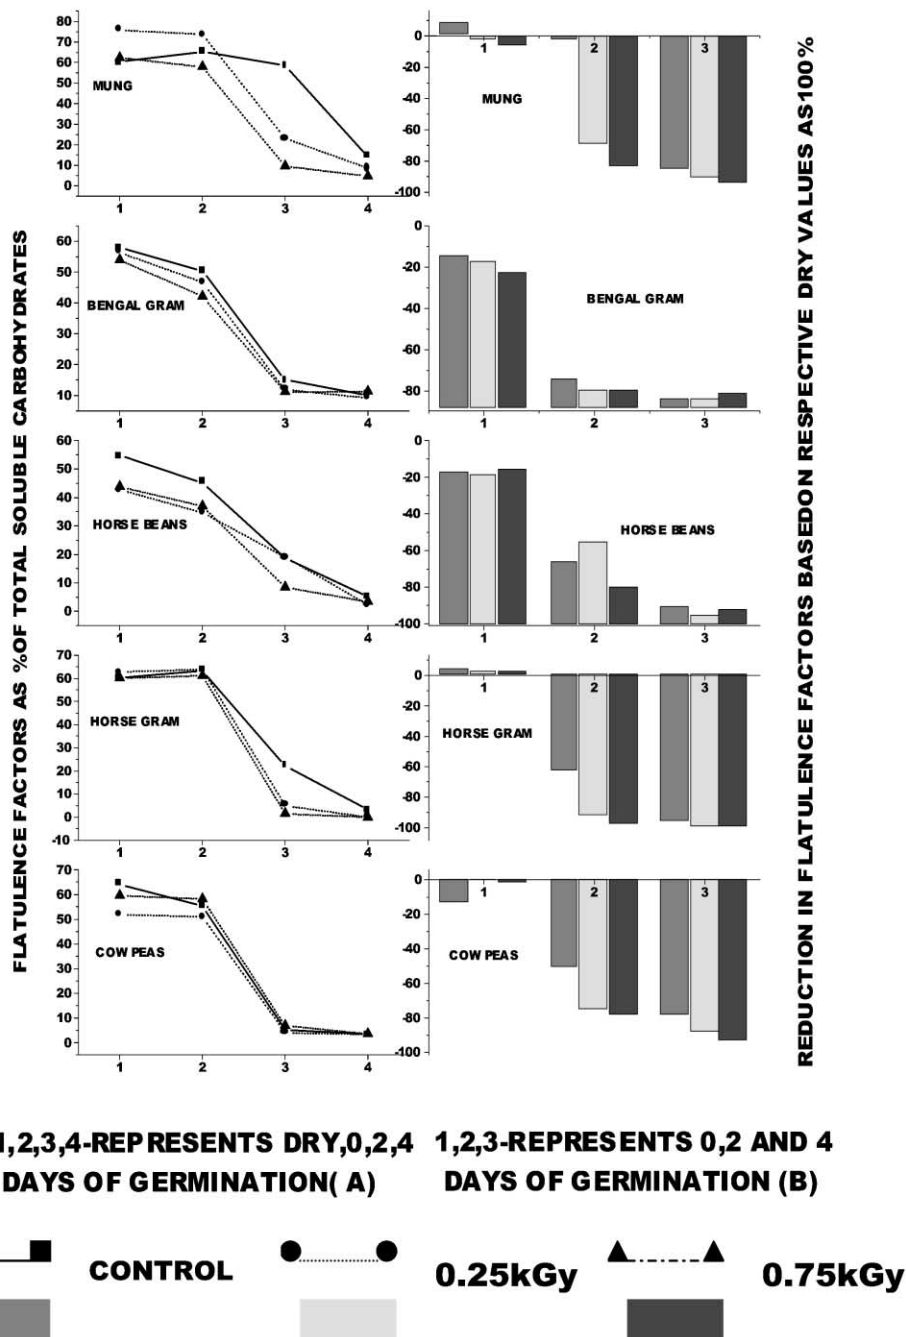 FLATULENCE FACTORS AS %OF TOTAL SOLUBLE CARBOHYDRATES
80
70
60
50
40
30
20
10
0
MUNG
1 2 3 4
60
50
40
30
20
10
BENGAL GRAM
1 2 3 4
60
50
40
30
20
10
0
HORSE BEANS
1 2 3 4
70
60
50
40
30
20
10
0
-10
HORSE GRAM
1 2 3 4
70
60
50
40
30
20
10
0
COW PEAS
1 2 3 4
0
-20
-40
-60
-80
-100
1 2 3
MUNG
0
-20
-40
-60
-80
BENGAL GRAM
1 2 3
0
-20
-40
-60
-80
-100
HORSE BEANS
1 2 3
0
-20
-40
-60
-80
-100
1 2 3
HORSE GRAM
0
-20
-40
-60
-80
-100
1 2 3
COW PEAS
REDUCTION IN FLATULENCE FACTORS BASEDON RESPECTIVE DRY VALUES AS100%
1,2,3,4-REPRESENTS DRY,0,2,4
DAYS OF GERMINATION( A)
1,2,3-REPRESENTS 0,2 AND 4
DAYS OF GERMINATION (B)
CONTROL
0.25kGy
0.75kGy